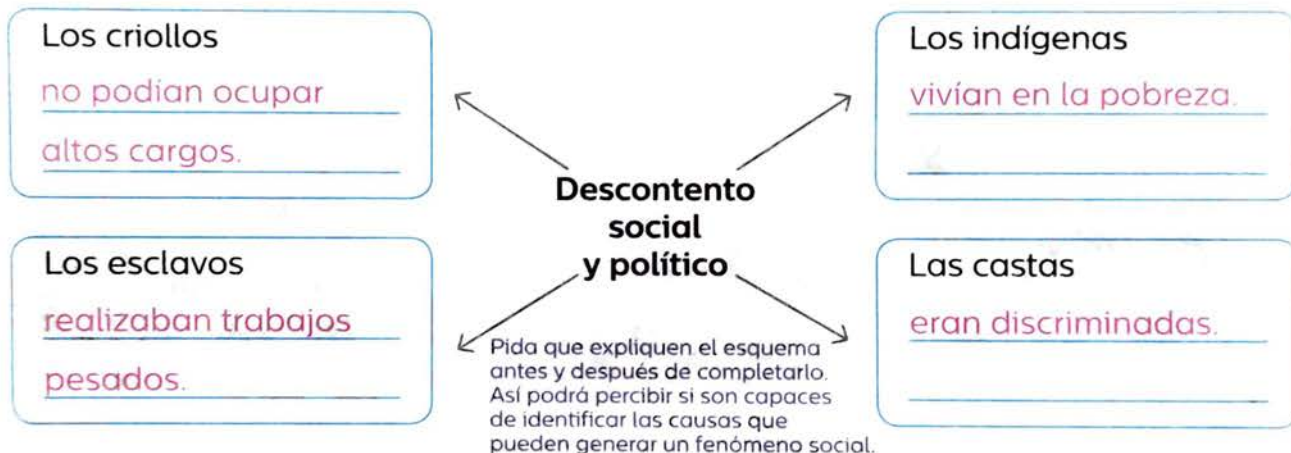 Los criollos
no podían ocupar
altos cargos.
Los indígenas
vivían en la pobreza.
Descontento
social
y político
Los esclavos
realizaban trabajos
pesados.
Las castas
eran discriminadas.
Pida que expliquen el esquema
antes y después de completarlo.
Así podrá percibir si son capaces
de identificar las causas que
pueden generar un fenómeno social.